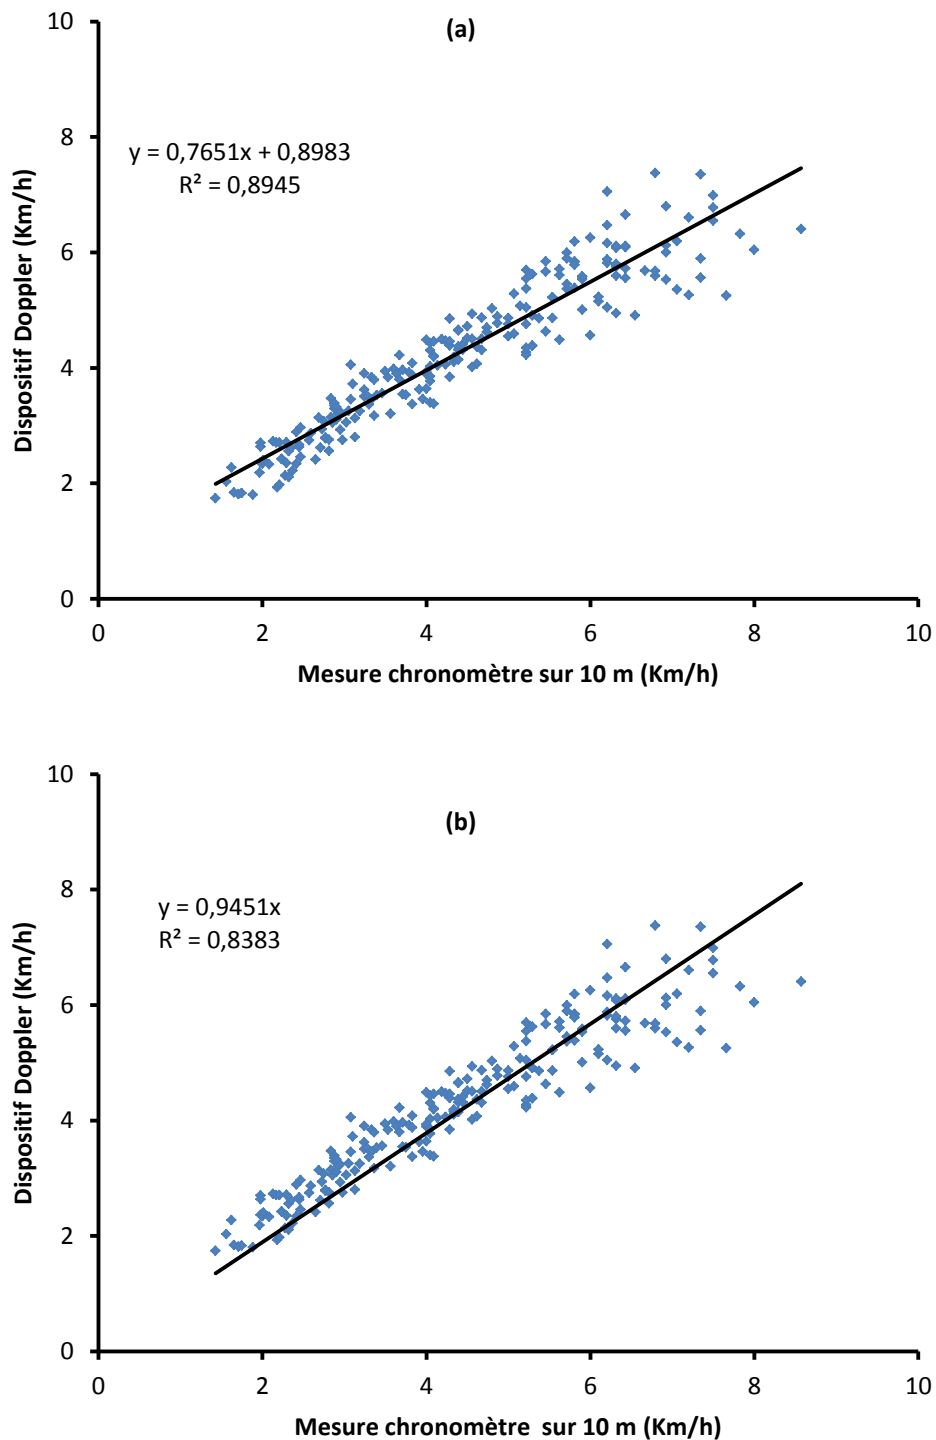 (a)
y = 0,7651x + 0,8983
R² = 0,8945
Dispositif Doppler (Km/h)
10
8
6
4
2
0
0 2 4 6 8 10
Mesure chronomètre sur 10 m (Km/h)
(b)
y = 0,9451x
R² = 0,8383
Dispositif Doppler (Km/h)
10
8
6
4
2
0
0 2 4 6 8 10
Mesure chronomètre  sur 10 m (Km/h)